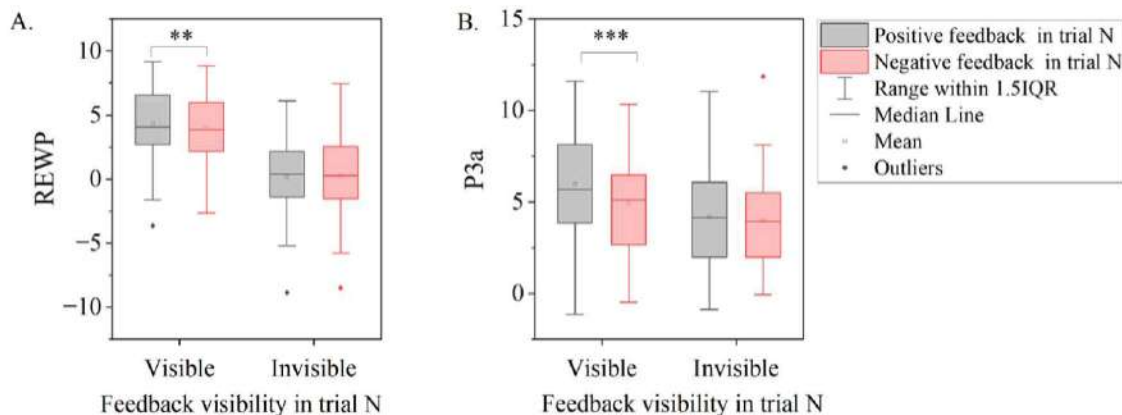 A.
REWP
10
5
0
−5
−10
**
Visible
Invisible
Feedback visibility in trial N
B.
P3a
15
10
5
0
***
Visible
Invisible
Feedback visibility in trial N
Positive feedback in trial N
Negative feedback in trial N
Range within 1.5IQR
Median Line
Mean
Outliers